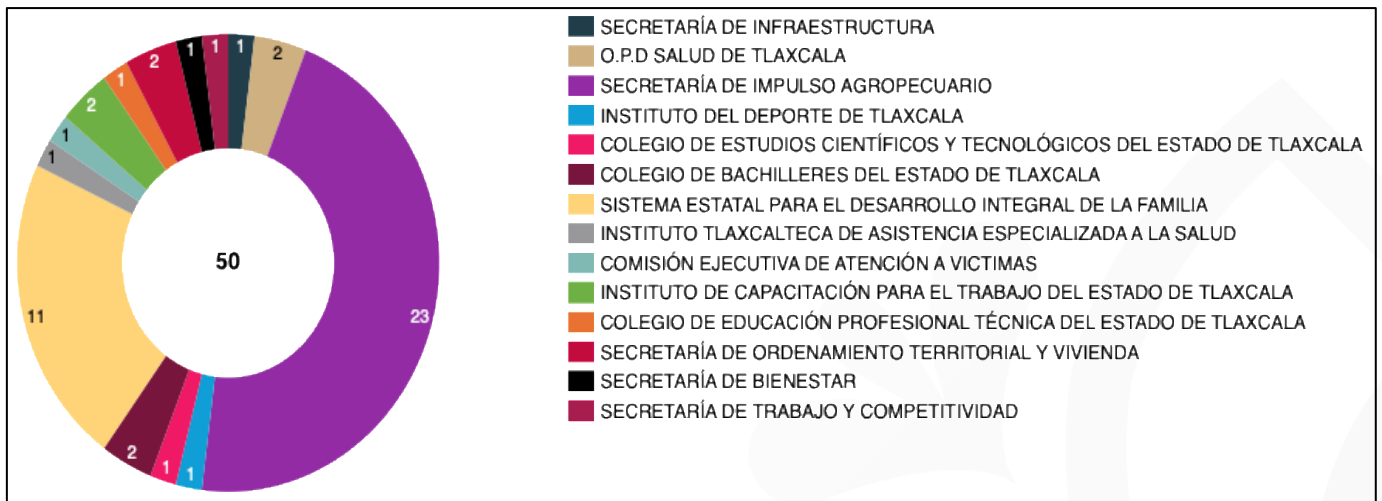 1
2
23
1
1
2
11
1
1
2
1
2
1
1
50
SECRETARÍA DE INFRAESTRUCTURA
O.P.D SALUD DE TLAXCALA
SECRETARÍA DE IMPULSO AGROPECUARIO
INSTITUTO DEL DEPORTE DE TLAXCALA
COLEGIO DE ESTUDIOS CIENTÍFICOS Y TECNOLÓGICOS DEL ESTADO DE TLAXCALA
COLEGIO DE BACHILLERES DEL ESTADO DE TLAXCALA
SISTEMA ESTATAL PARA EL DESARROLLO INTEGRAL DE LA FAMILIA
INSTITUTO TLAXCALTECA DE ASISTENCIA ESPECIALIZADA A LA SALUD
COMISIÓN EJECUTIVA DE ATENCIÓN A VICTIMAS
INSTITUTO DE CAPACITACIÓN PARA EL TRABAJO DEL ESTADO DE TLAXCALA
COLEGIO DE EDUCACIÓN PROFESIONAL TÉCNICA DEL ESTADO DE TLAXCALA
SECRETARÍA DE ORDENAMIENTO TERRITORIAL Y VIVIENDA
SECRETARÍA DE BIENESTAR
SECRETARÍA DE TRABAJO Y COMPETITIVIDAD